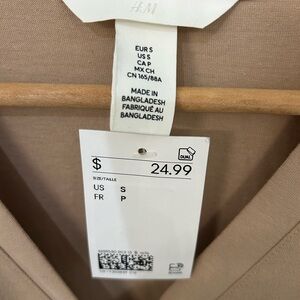 H&M
EUR S
US S
CA P
MX CH
CN 165/88A
MADE IN
BANGLADESH
FABRIQUÉ AU
BANGLADESH
$ 24.99
SIZE/TAILLE
US S
FR P